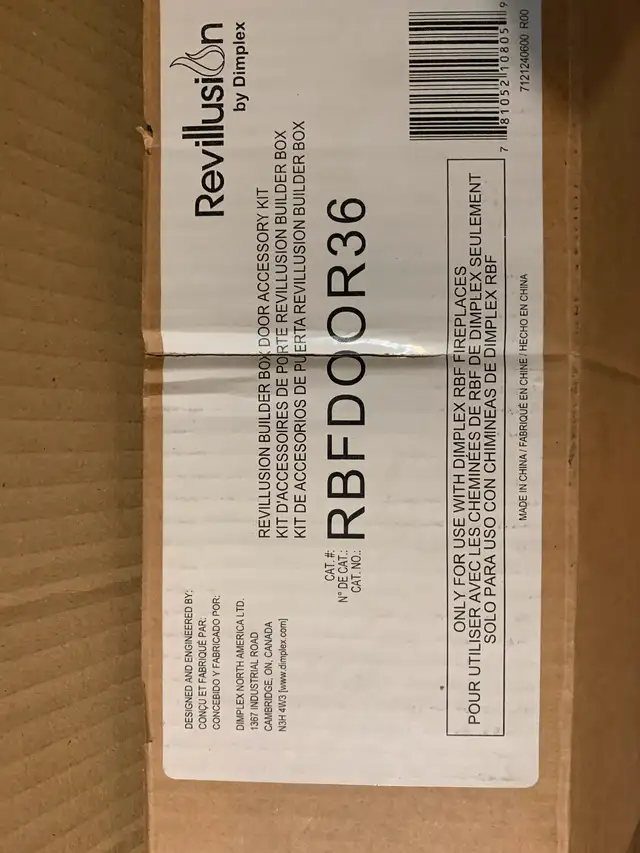 Revillusion
by Dimplex
REVILLUSION BUILDER BOX DOOR ACCESSORY KIT
KIT D'ACCESSOIRES DE PORTE REVILLUSION BUILDER BOX
KIT DE ACCESORIOS DE PUERTA REVILLUSION BUILDER BOX
CAT. #:
N° DE CAT.:
CAT. NO.:
RBFDOOR36
DESIGNED AND ENGINEERED BY:
CONÇU ET FABRIQUÉ PAR:
CONCEBIDO Y FABRICADO POR:
DIMPLEX NORTH AMERICA LTD.
1367 INDUSTRIAL ROAD
CAMBRIDGE, ON, CANADA
N3H 4W3 [www.dimplex.com]
7 81052 10805 9
7121240600 R00
ONLY FOR USE WITH DIMPLEX RBF FIREPLACES
POUR UTILISER AVEC LES CHEMINÉES DE RBF DE DIMPLEX SEULEMENT
SOLO PARA USO CON CHIMINEAS DE DIMPLEX RBF
MADE IN CHINA / FABRIQUÉ EN CHINE / HECHO EN CHINA